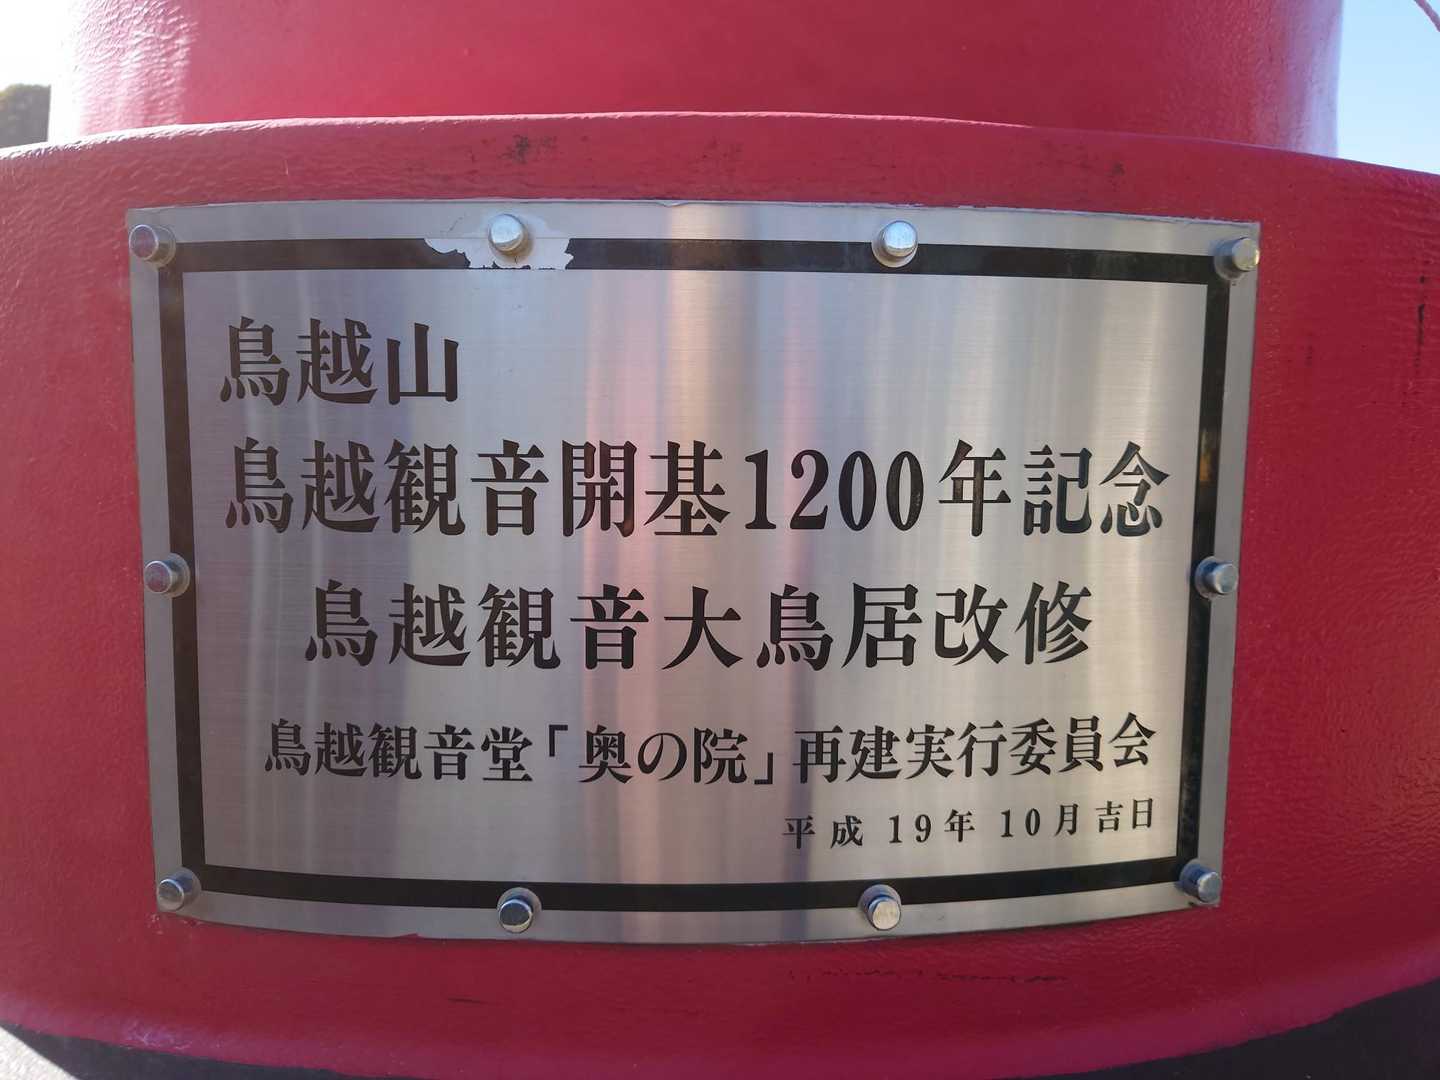 鳥越山
鳥越観音開基1200年記念
鳥越観音大鳥居改修
鳥越観音堂「奥の院」再建実行委員会
平成 19年 10月吉日